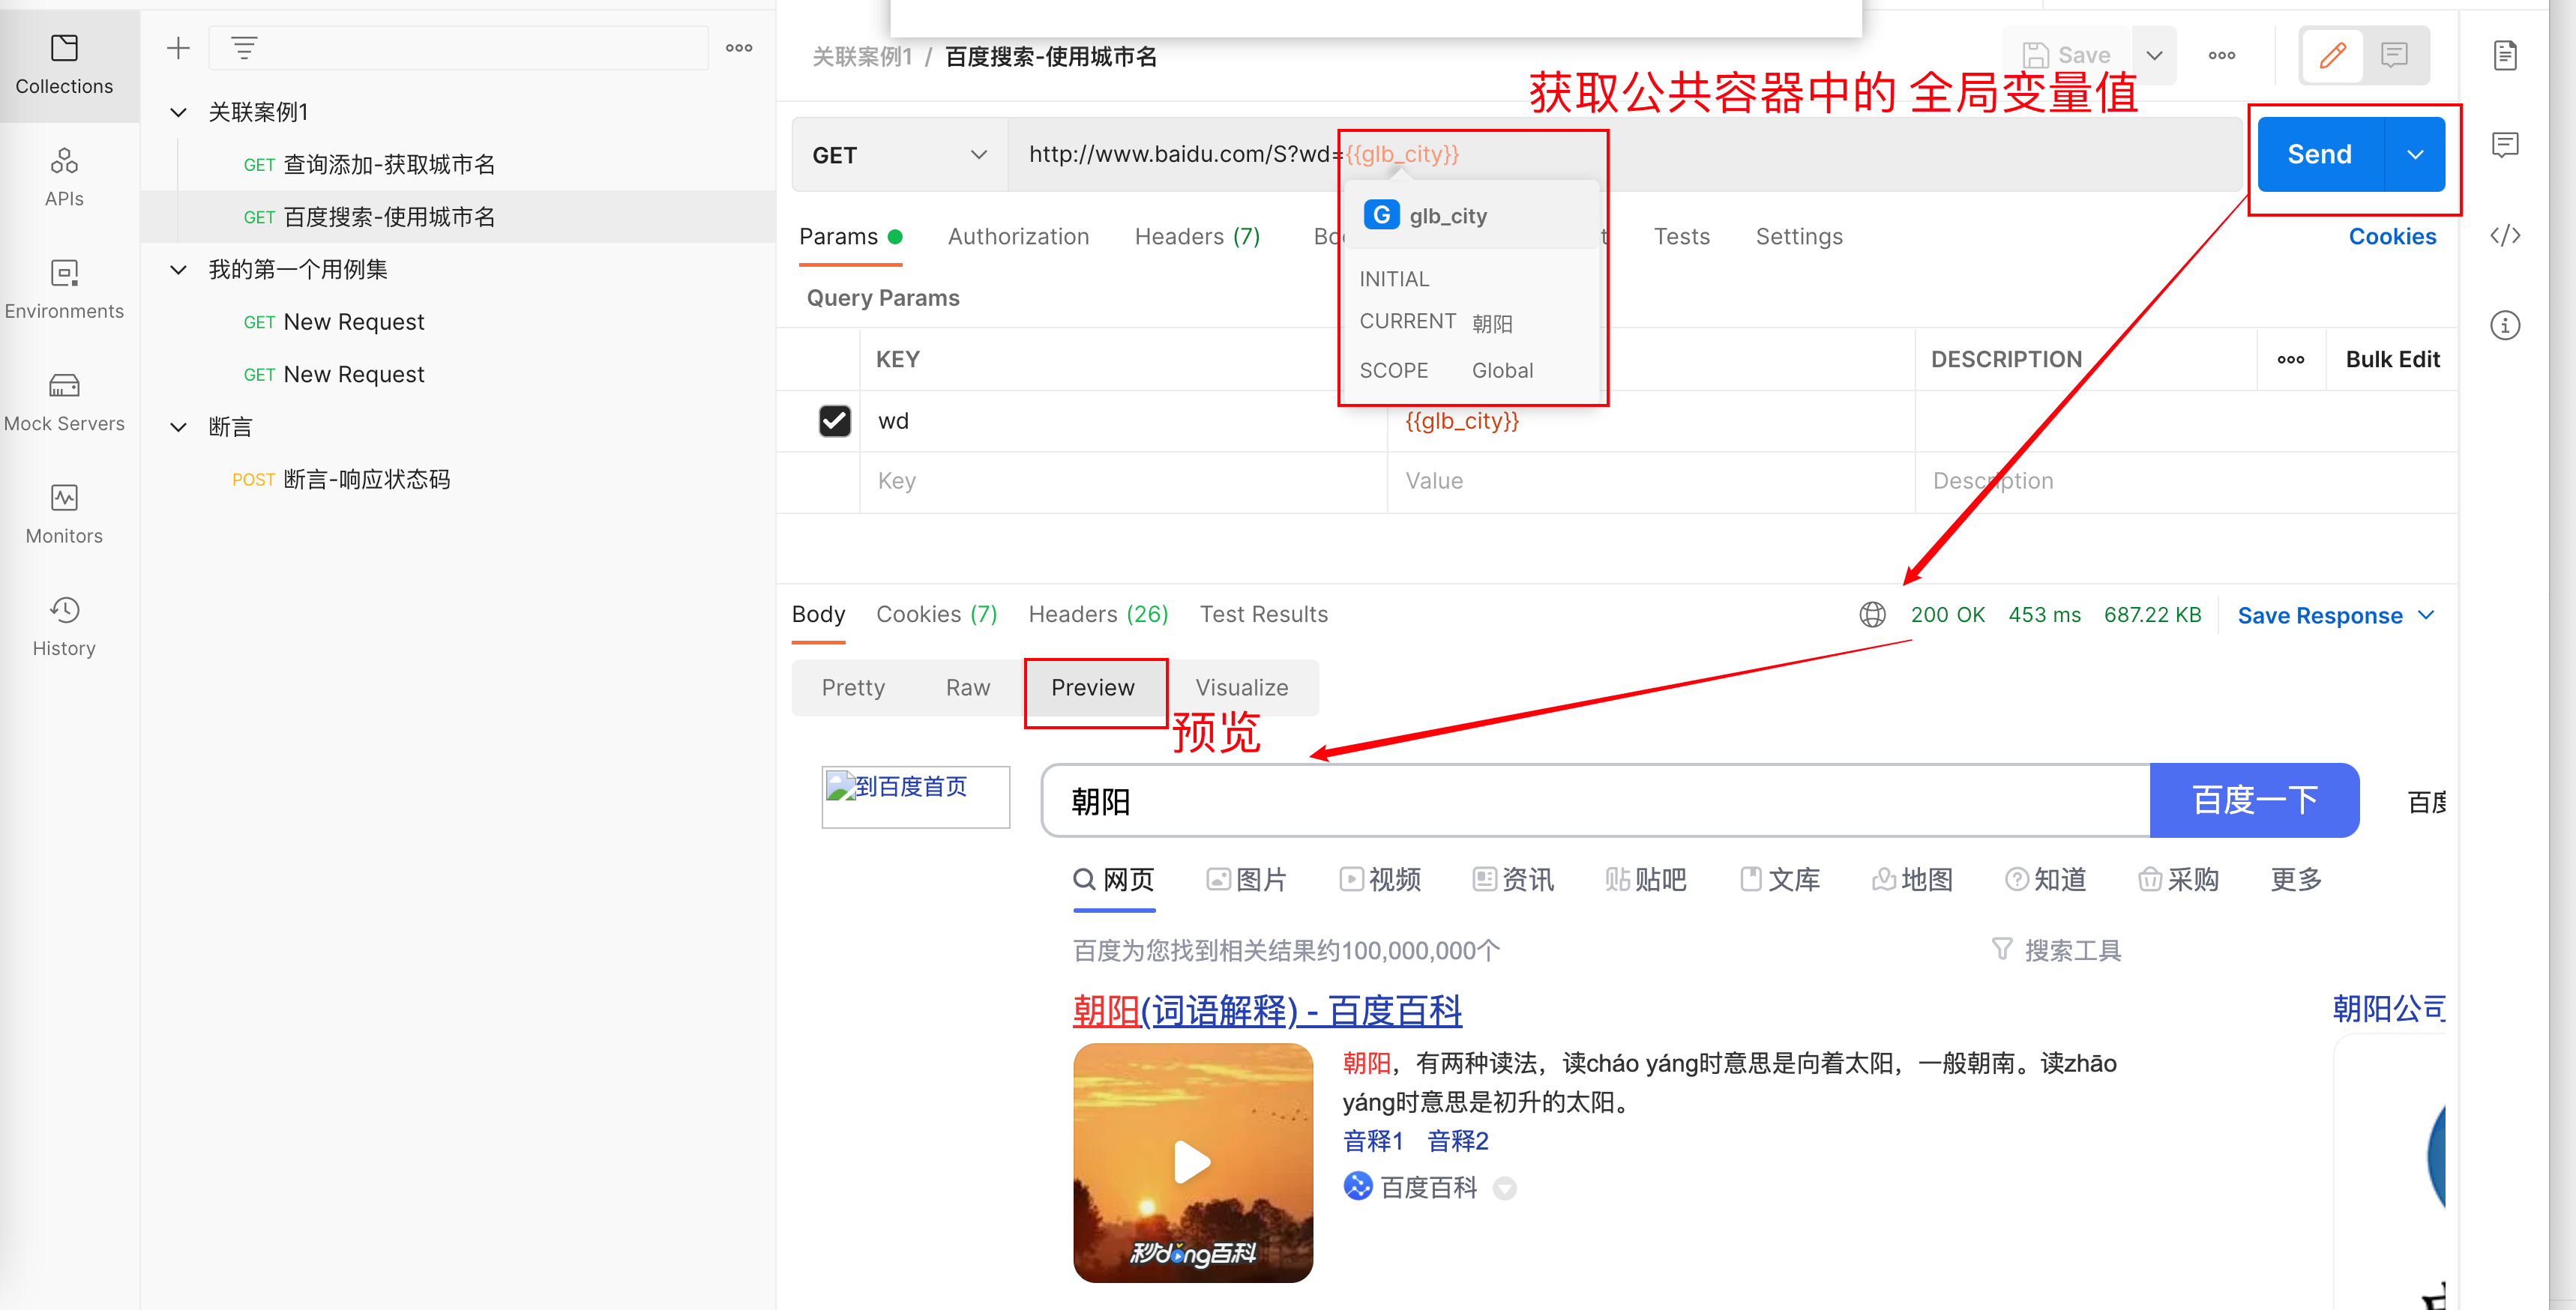 Collections
APIs
Environments
Mock Servers
Monitors
History
关联案例1
GET 查询添加-获取城市名
GET 百度搜索-使用城市名
我的第一个用例集
GET New Request
GET New Request
断言
POST 断言-响应状态码
关联案例1 / 百度搜索-使用城市名
Save
获取公共容器中的 全局变量值
GET
http://www.baidu.com/S?wd={{glb_city}}
Send
G glb_city
INITIAL
CURRENT 朝阳
SCOPE Global
Params Authorization Headers (7) Tests Settings
Cookies
Query Params
KEY DESCRIPTION Bulk Edit
wd {{glb_city}}
Key Value Description
Body Cookies (7) Headers (26) Test Results
200 OK 453 ms 687.22 KB Save Response
Pretty Raw Preview Visualize
预览
到百度首页
朝阳
百度一下
百度
网页 图片 视频 资讯 贴 贴吧 文库 地图 知道 采购 更多
百度为您找到相关结果约100,000,000个
搜索工具
朝阳(词语解释) - 百度百科
朝阳公司
朝阳，有两种读法，读cháo yáng时意思是向着太阳，一般朝南。读zhāo
yáng时意思是初升的太阳。
音释1 音释2
百度百科
秒dǒng百科